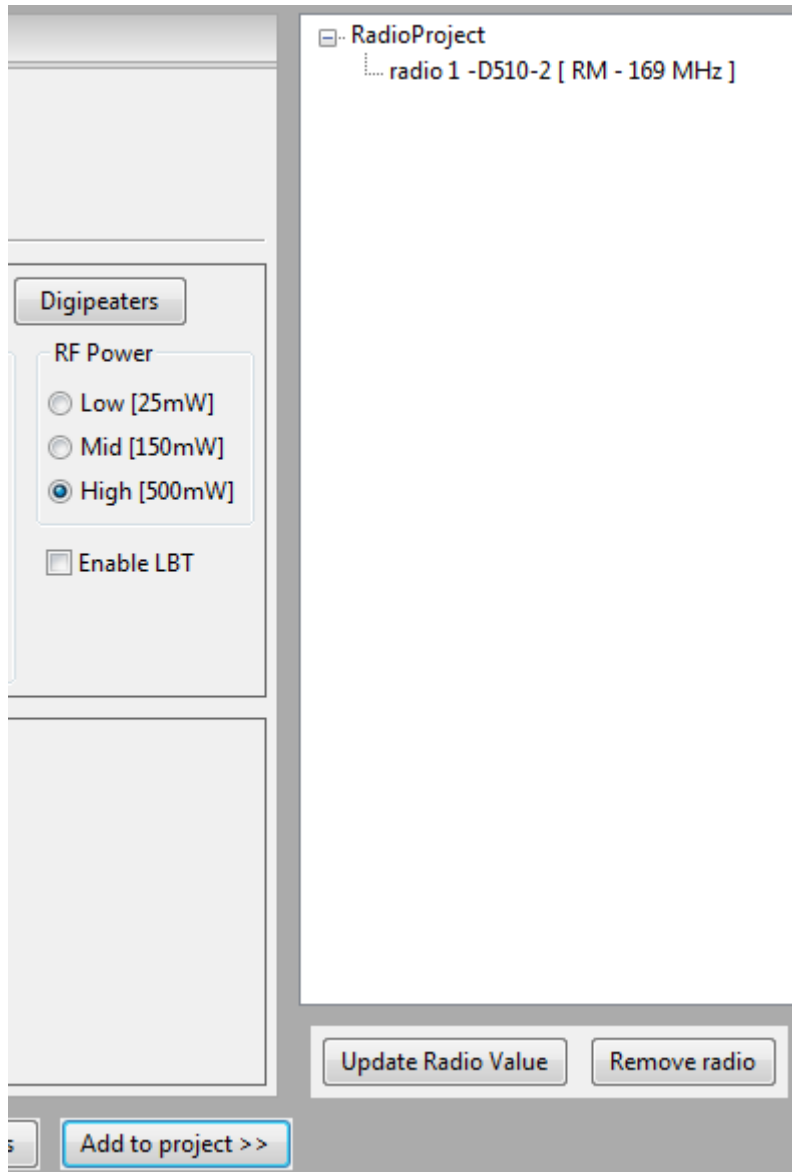 RadioProject
radio 1 -D510-2 [ RM - 169 MHz ]
Digipeaters
RF Power
Low [25mW]
Mid [150mW]
High [500mW]
Enable LBT
Update Radio Value
Remove radio
s
Add to project >>